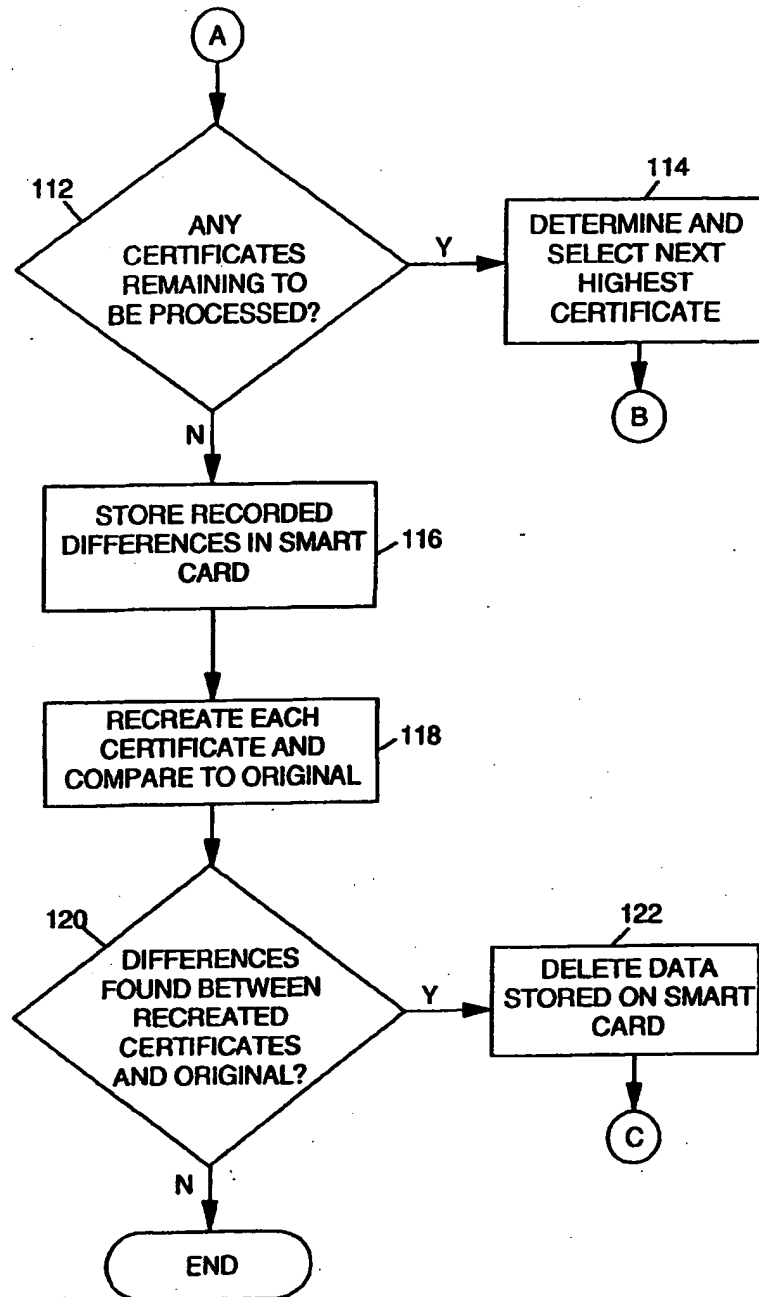 A
112
ANY
CERTIFICATES
REMAINING TO
BE PROCESSED?
Y
114
DETERMINE AND
SELECT NEXT
HIGHEST
CERTIFICATE
B
N
STORE RECORDED
DIFFERENCES IN SMART
CARD
116
RECREATE EACH
CERTIFICATE AND
COMPARE TO ORIGINAL
118
120
DIFFERENCES
FOUND BETWEEN
RECREATED
CERTIFICATES
AND ORIGINAL?
Y
122
DELETE DATA
STORED ON SMART
CARD
C
N
END